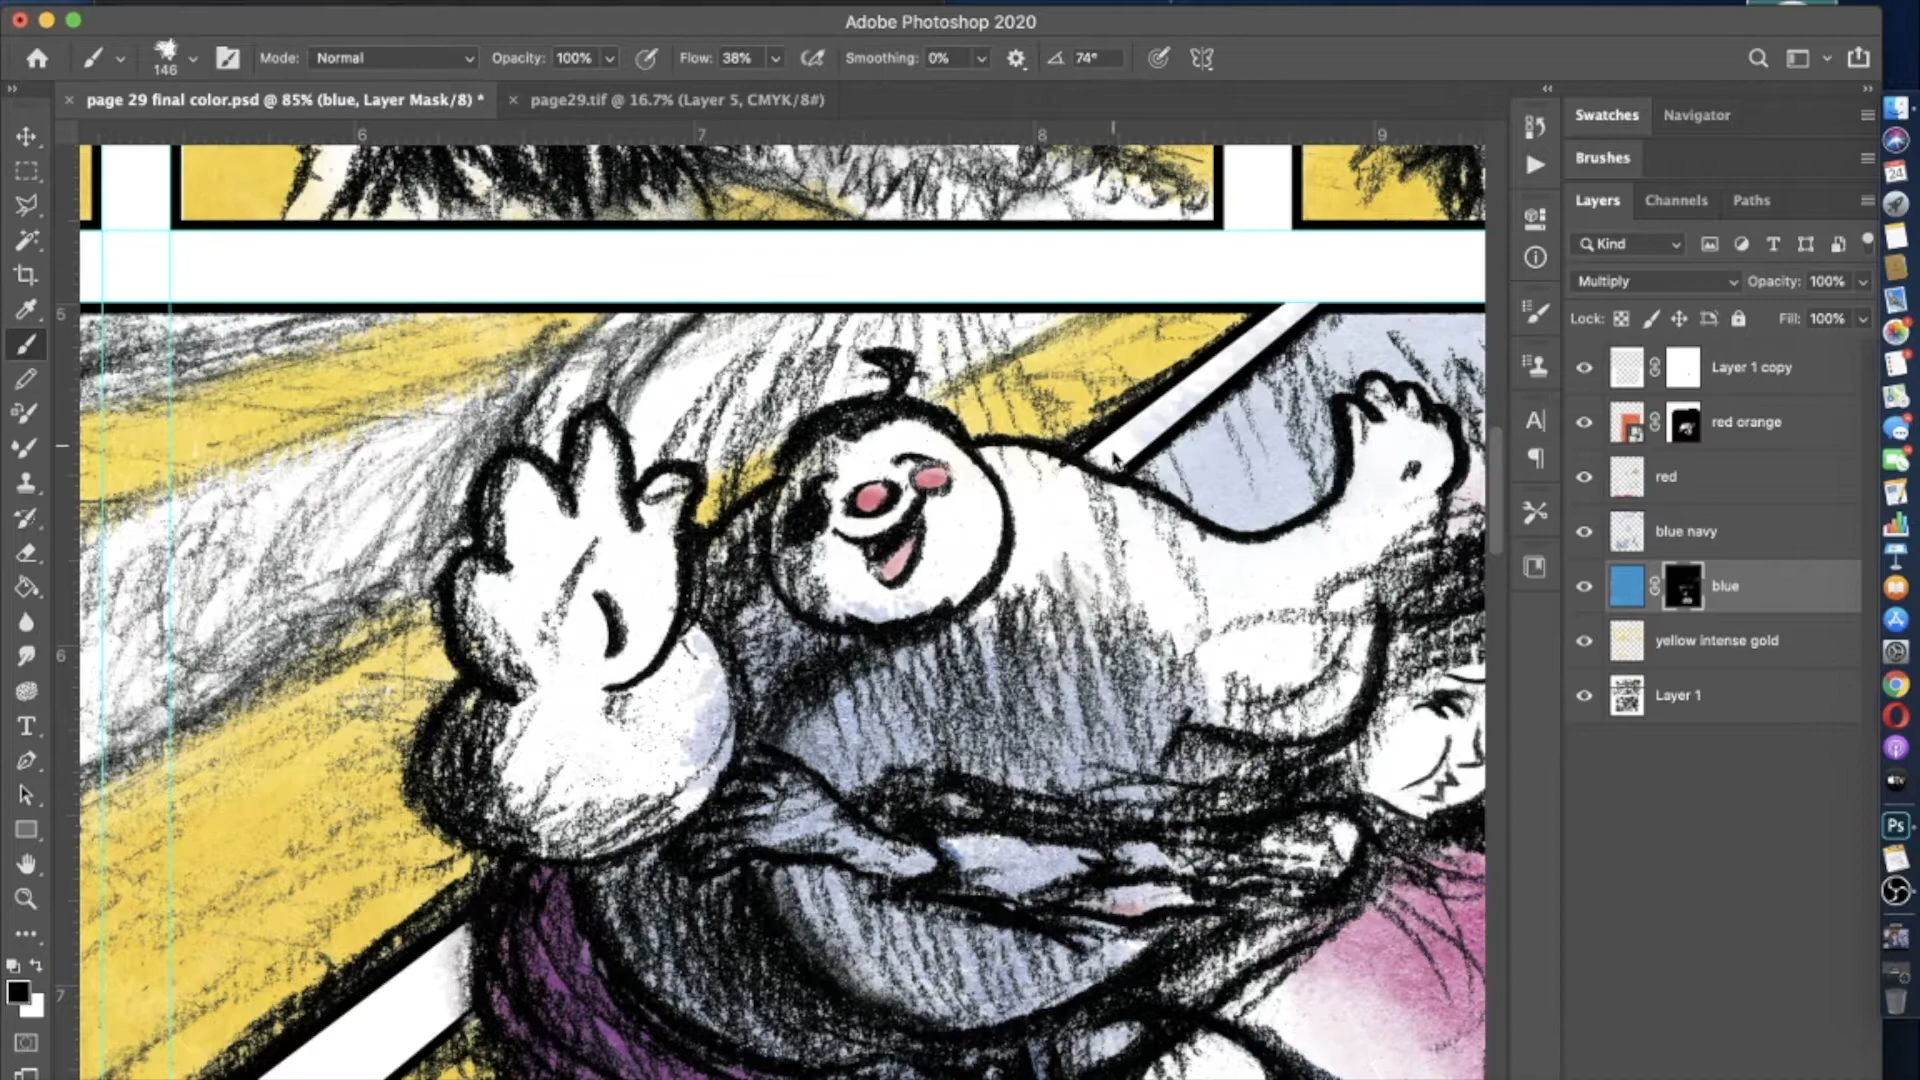 Adobe Photoshop 2020
146 Mode: Normal Opacity: 100% Flow: 38% Smoothing: 0% 74°
× page 29 final color.psd @ 85% (blue, Layer Mask/8) * × page29.tif @ 16.7% (Layer 5, CMYK/8#)
6 7 8 9
5
6
7
Swatches Navigator
Brushes
Layers Channels Paths
Kind
Multiply Opacity: 100%
Lock: Fill: 100%
Layer 1 copy
red orange
red
blue navy
blue
yellow intense gold
Layer 1
24
Ps